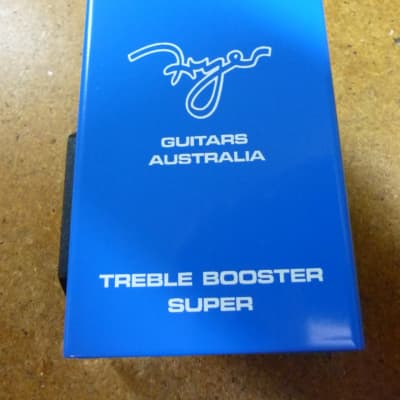 Fryer
GUITARS
AUSTRALIA
TREBLE BOOSTER
SUPER